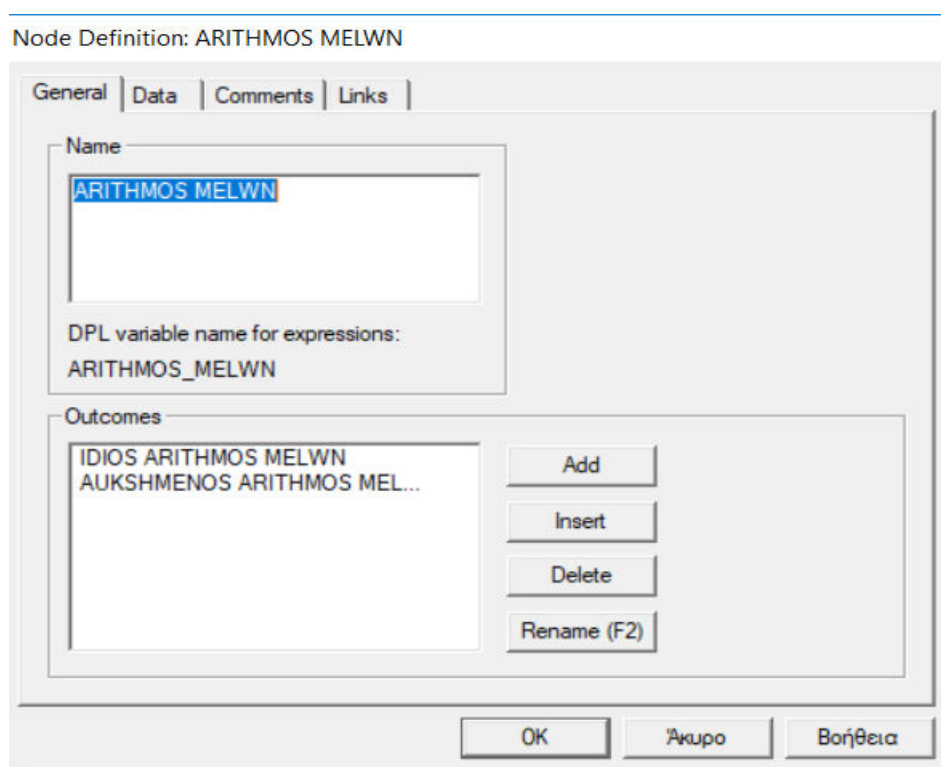 Node Definition: ARITHMOS MELWN
General Data Comments Links
Name
ARITHMOS MELWN
DPL variable name for expressions:
ARITHMOS_MELWN
Outcomes
IDIOS ARITHMOS MELWN
AUKSHMENOS ARITHMOS MEL...
Add
Insert
Delete
Rename (F2)
OK Άκυρο Βοήθεια